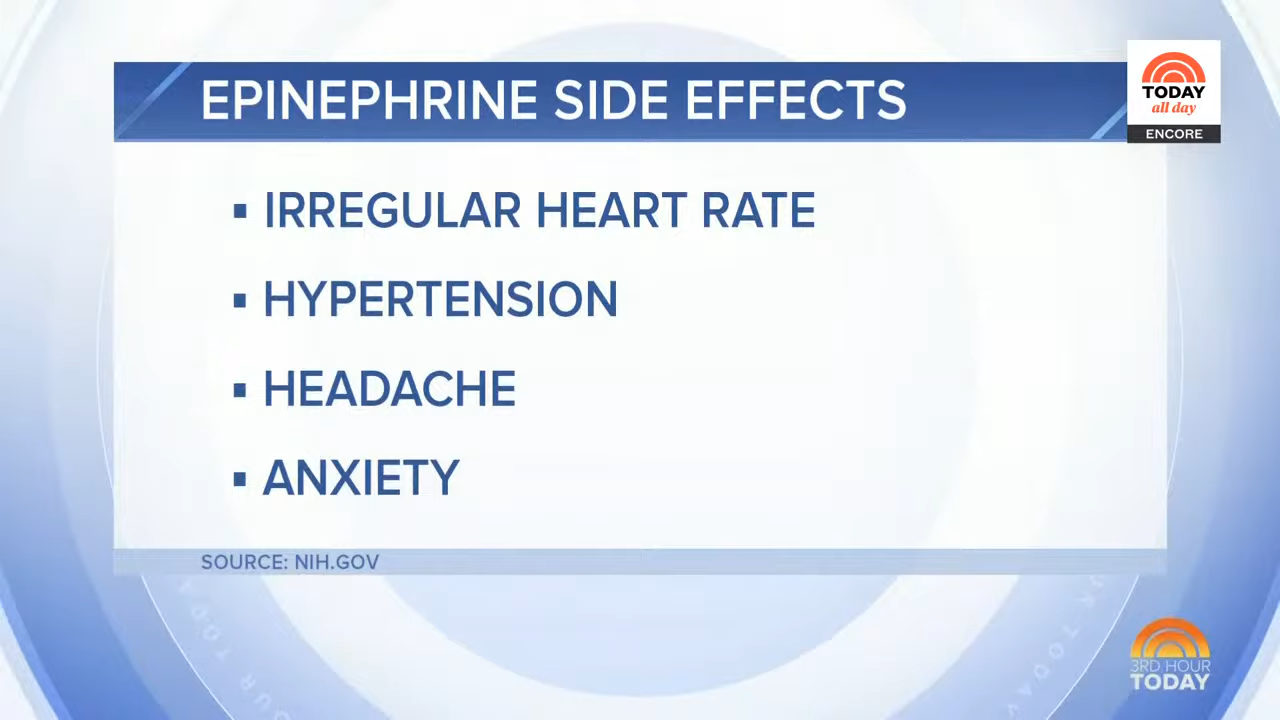 EPINEPHRINE SIDE EFFECTS
TODAY
all day
ENCORE
▪ IRREGULAR HEART RATE
▪ HYPERTENSION
▪ HEADACHE
▪ ANXIETY
SOURCE: NIH.GOV
3RD HOUR
TODAY